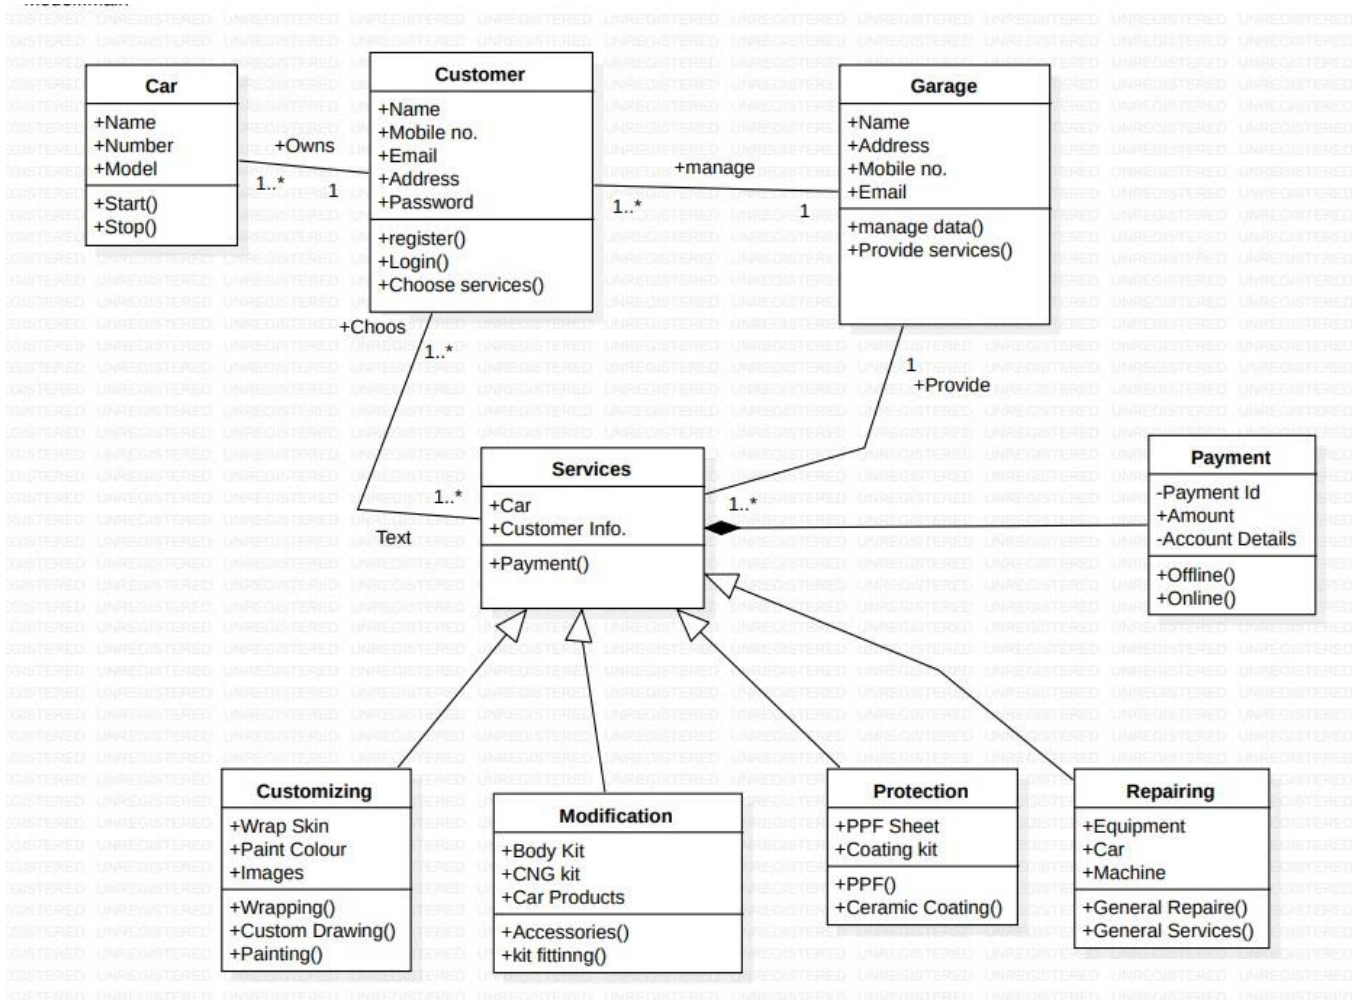 Car
+Name
+Number
+Model
+Start()
+Stop()
+Owns
1..*
1
Customer
+Name
+Mobile no.
+Email
+Address
+Password
+register()
+Login()
+Choose services()
+manage
1..*
1
Garage
+Name
+Address
+Mobile no.
+Email
+manage data()
+Provide services()
+Choos
1..*
1..*
Text
1
+Provide
1..*
Services
+Car
+Customer Info.
+Payment()
Payment
-Payment Id
+Amount
-Account Details
+Offline()
+Online()
Customizing
+Wrap Skin
+Paint Colour
+Images
+Wrapping()
+Custom Drawing()
+Painting()
Modification
+Body Kit
+CNG kit
+Car Products
+Accessories()
+kit fittinng()
Protection
+PPF Sheet
+Coating kit
+PPF()
+Ceramic Coating()
Repairing
+Equipment
+Car
+Machine
+General Repaire()
+General Services()
UNREGISTERED